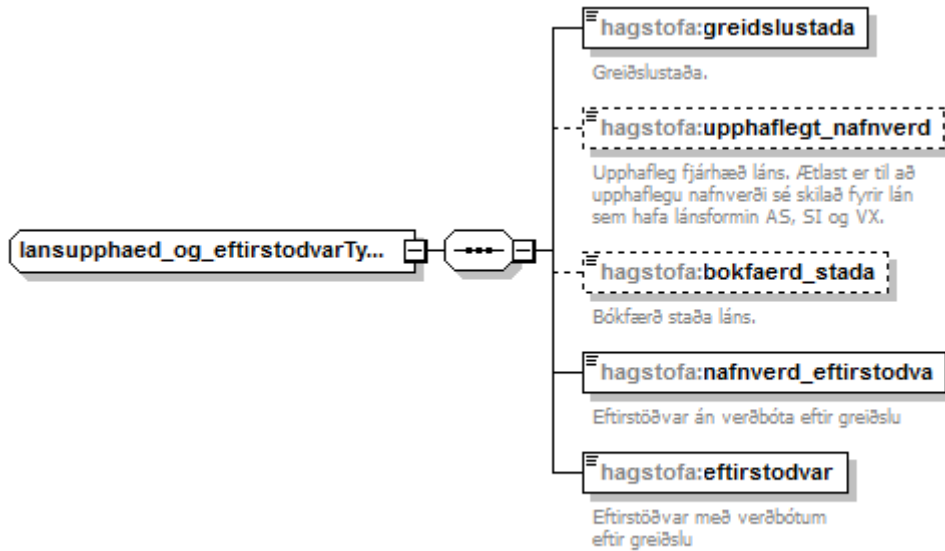 hagstofa:greidslustada
Greiðslustaða.
hagstofa:upphaflegt_nafnverd
Upphafleg fjárhæð láns. Ætlast er til að
upphaflegu nafnverði sé skilað fyrir lán
sem hafa lánsformin AS, SI og VX.
lansupphaed_og_eftirstodvarTy...
hagstofa:bokfaerd_stada
Bókfærð staða láns.
hagstofa:nafnverd_eftirstodva
Eftirstöðvar án verðbóta eftir greiðslu
hagstofa:eftirstodvar
Eftirstöðvar með verðbótum
eftir greiðslu